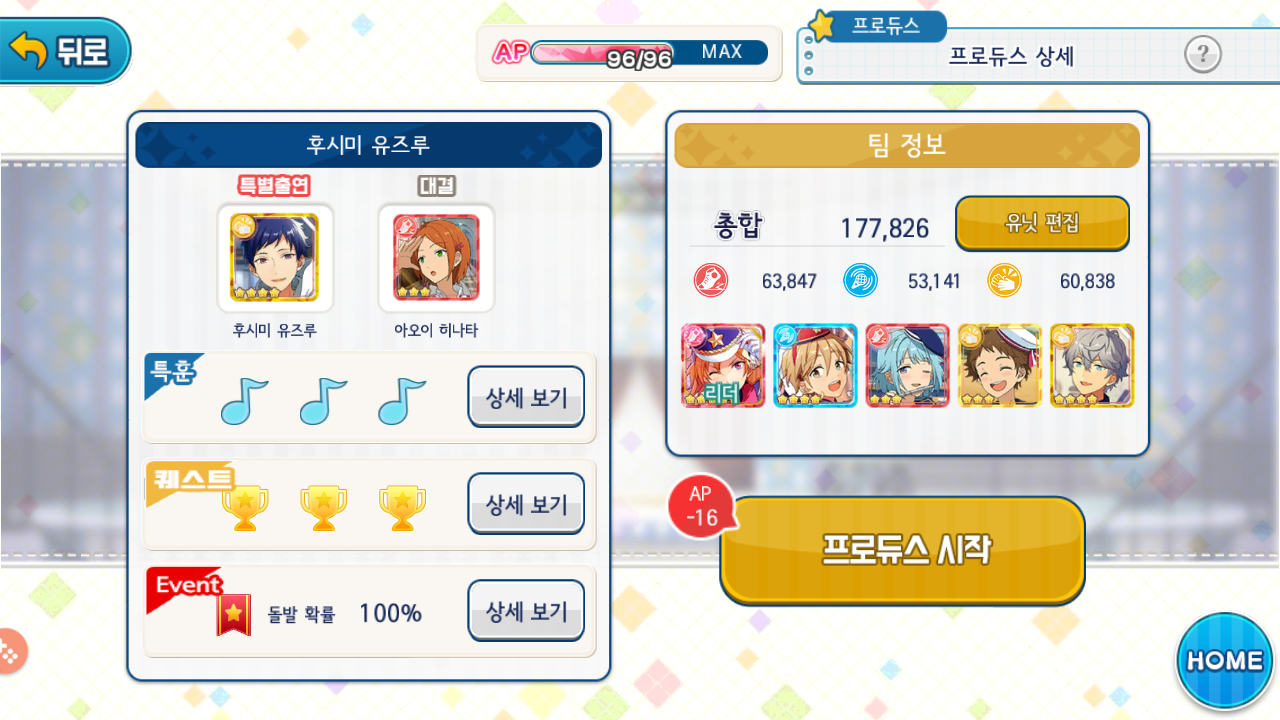 뒤로
AP 96/96 MAX
프로듀스
프로듀스 상세
?
후시미 유즈루
특별출연
대결
후시미 유즈루
아오이 히나타
특훈
상세 보기
퀘스트
상세 보기
Event
돌발 확률 100%
상세 보기
팀 정보
총합 177,826
유닛 편집
63,847 53,141 60,838
리더
AP
-16
프로듀스 시작
HOME